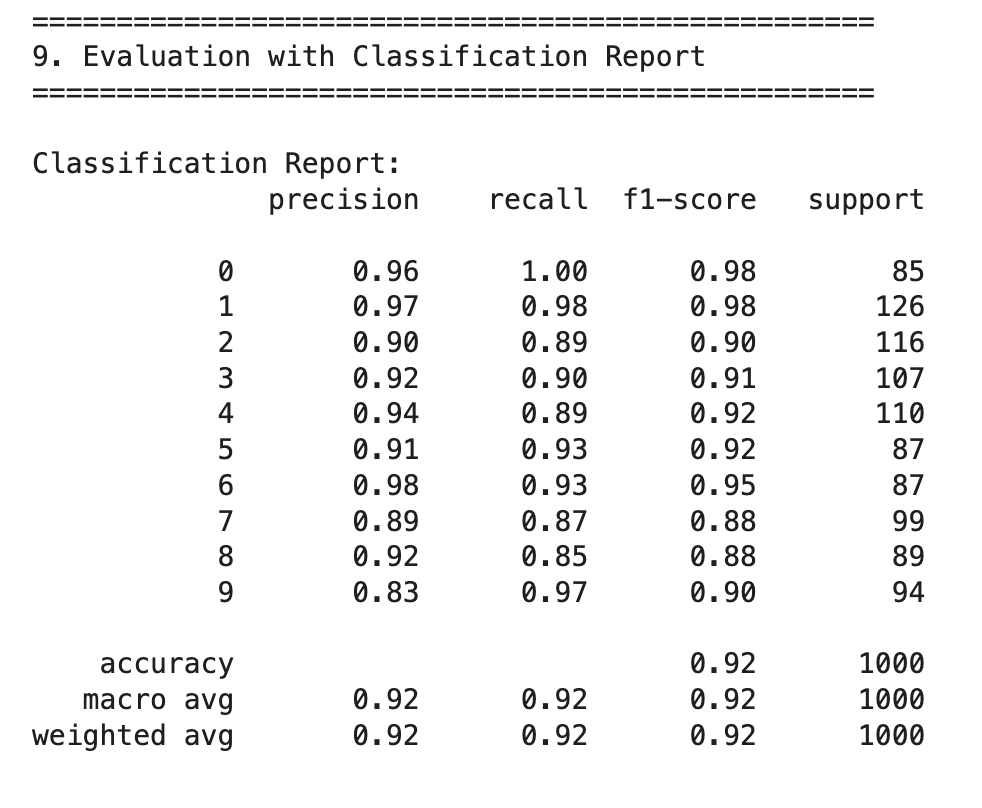 ==================================================
9. Evaluation with Classification Report
==================================================
Classification Report:
precision recall f1-score support
0 0.96 1.00 0.98 85
1 0.97 0.98 0.98 126
2 0.90 0.89 0.90 116
3 0.92 0.90 0.91 107
4 0.94 0.89 0.92 110
5 0.91 0.93 0.92 87
6 0.98 0.93 0.95 87
7 0.89 0.87 0.88 99
8 0.92 0.85 0.88 89
9 0.83 0.97 0.90 94
accuracy 0.92 1000
macro avg 0.92 0.92 0.92 1000
weighted avg 0.92 0.92 0.92 1000